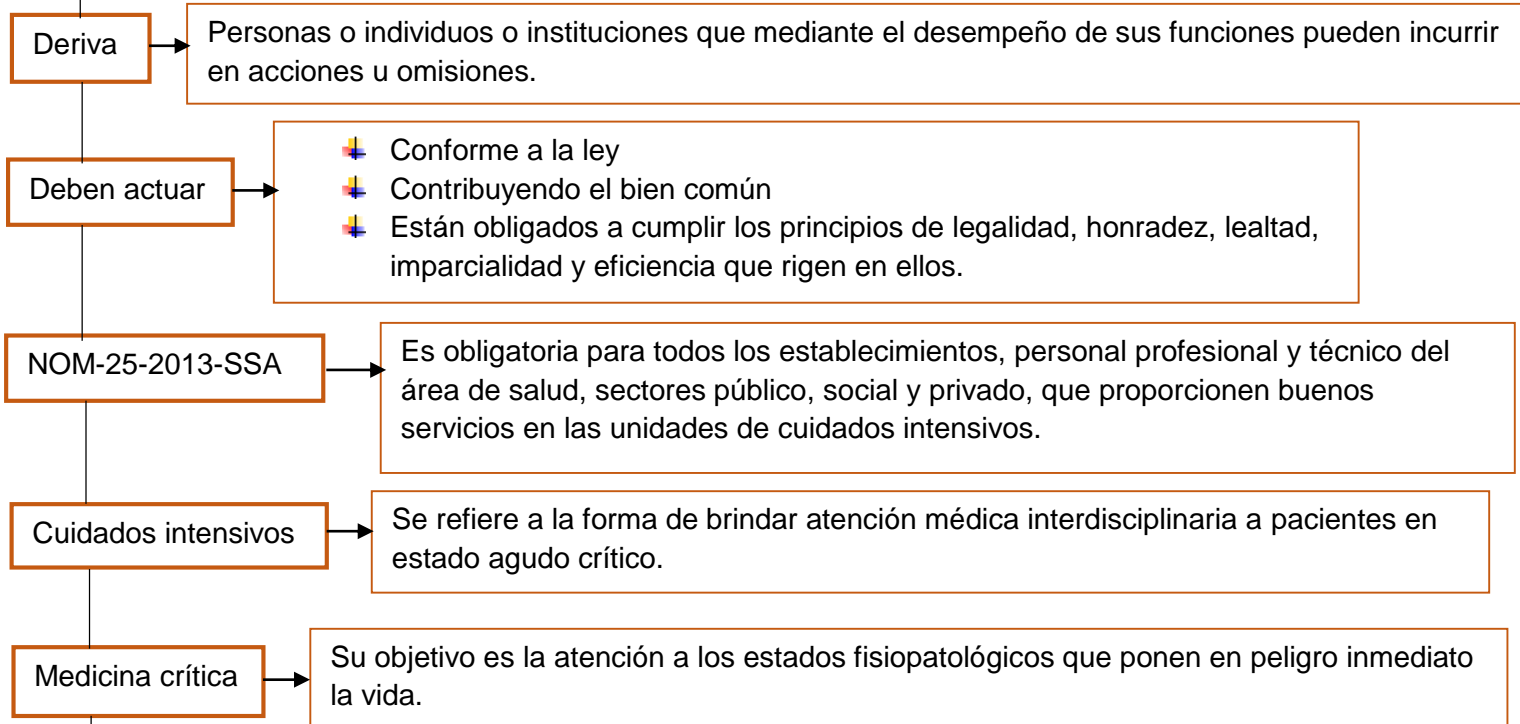 Deriva
Personas o individuos o instituciones que mediante el desempeño de sus funciones pueden incurrir
en acciones u omisiones.
Deben actuar
Conforme a la ley
Contribuyendo el bien común
Están obligados a cumplir los principios de legalidad, honradez, lealtad,
imparcialidad y eficiencia que rigen en ellos.
NOM-25-2013-SSA
Es obligatoria para todos los establecimientos, personal profesional y técnico del
área de salud, sectores público, social y privado, que proporcionen buenos
servicios en las unidades de cuidados intensivos.
Cuidados intensivos
Se refiere a la forma de brindar atención médica interdisciplinaria a pacientes en
estado agudo crítico.
Medicina crítica
Su objetivo es la atención a los estados fisiopatológicos que ponen en peligro inmediato
la vida.